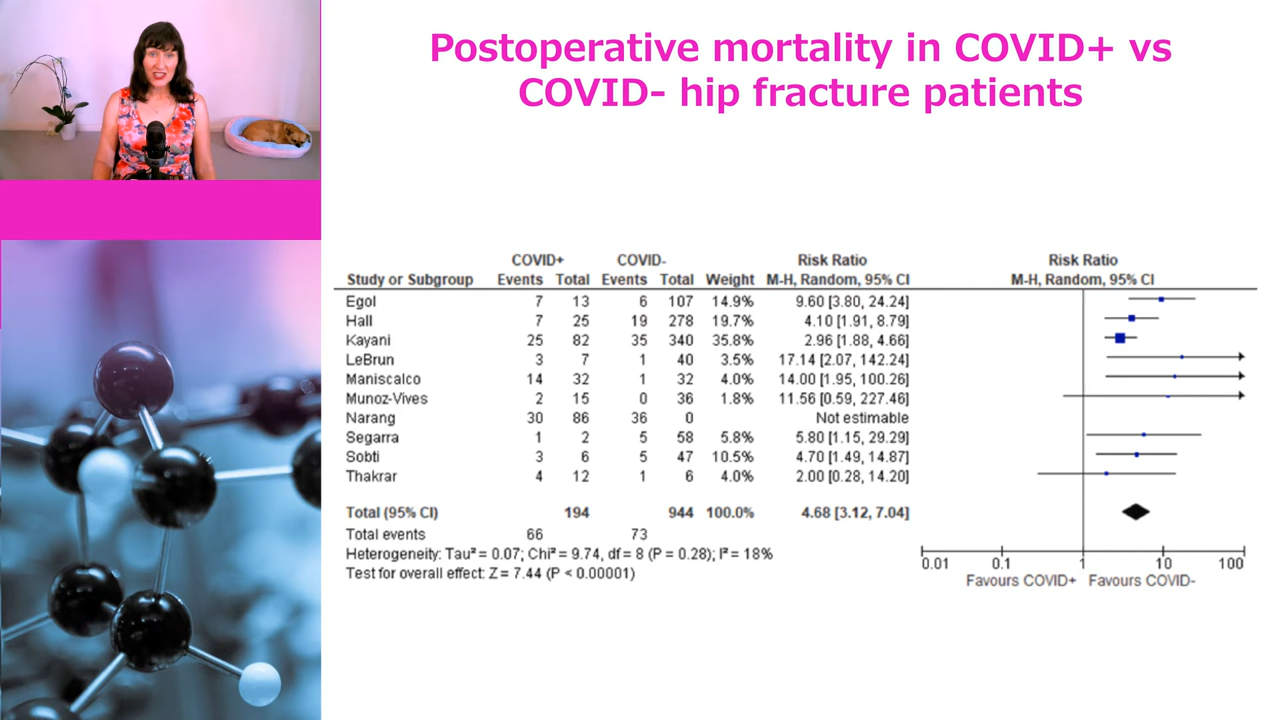 Postoperative mortality in COVID+ vs
COVID- hip fracture patients
COVID+ COVID- Risk Ratio Risk Ratio
Study or Subgroup Events Total Events Total Weight M-H, Random, 95% CI M-H, Random, 95% CI
Egol 7 13 6 107 14.9% 9.60 [3.80, 24.24]
Hall 7 25 19 278 19.7% 4.10 [1.91, 8.79]
Kayani 25 82 35 340 35.8% 2.96 [1.88, 4.66]
LeBrun 3 7 1 40 3.5% 17.14 [2.07, 142.24]
Maniscalco 14 32 1 32 4.0% 14.00 [1.95, 100.26]
Munoz-Vives 2 15 0 36 1.8% 11.56 [0.59, 227.46]
Narang 30 86 36 0 Not estimable
Segarra 1 2 5 58 5.8% 5.80 [1.15, 29.29]
Sobti 3 6 5 47 10.5% 4.70 [1.49, 14.87]
Thakrar 4 12 1 6 4.0% 2.00 [0.28, 14.20]
Total (95% CI) 194 944 100.0% 4.68 [3.12, 7.04]
Total events 66 73
Heterogeneity: Tau² = 0.07; Chi² = 9.74, df = 8 (P = 0.28); I² = 18%
Test for overall effect: Z = 7.44 (P < 0.00001)
0.01 0.1 1 10 100
Favours COVID+ Favours COVID-